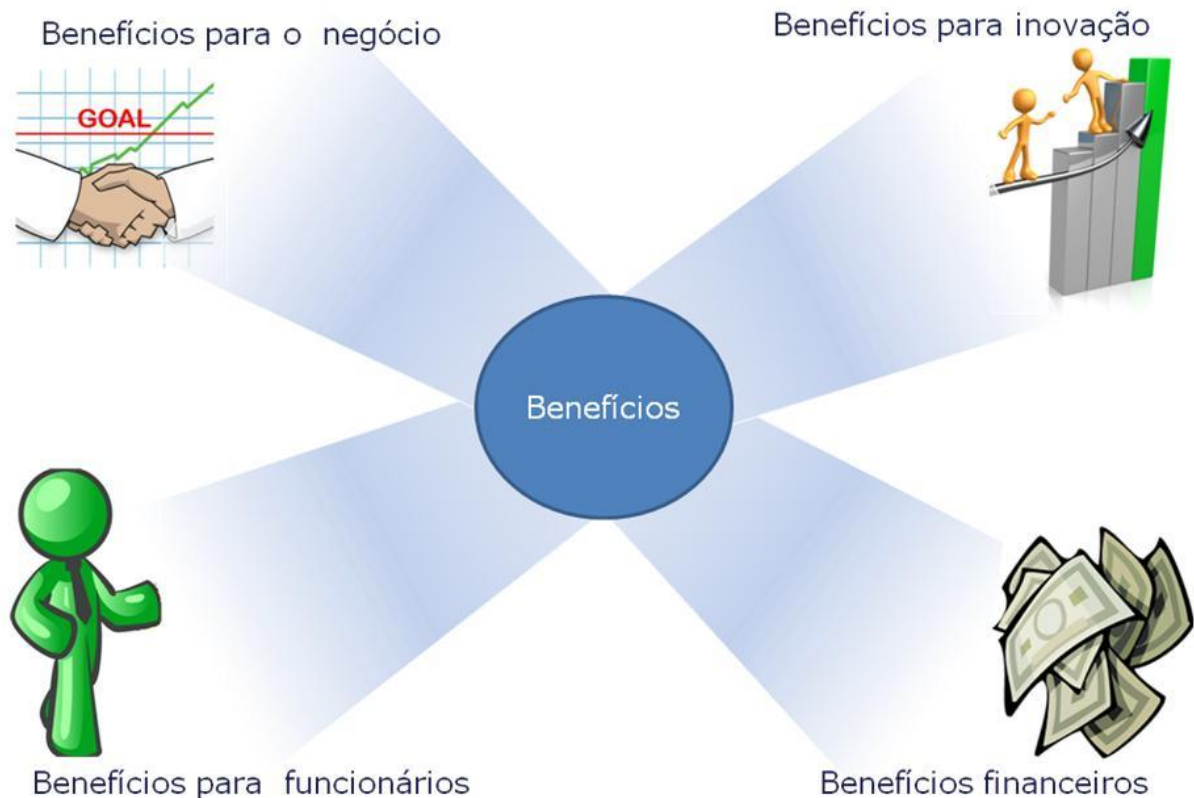 Benefícios para o negócio
Benefícios para inovação
GOAL
Benefícios
Benefícios para funcionários
Benefícios financeiros